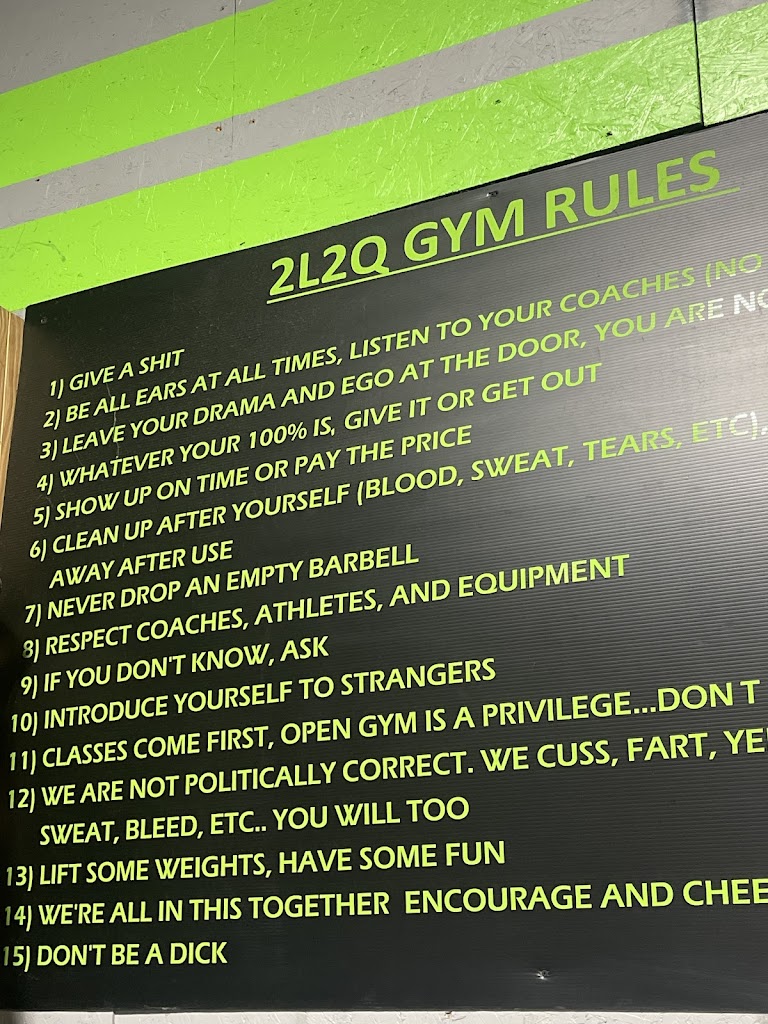 2L2Q GYM RULES
1) GIVE A SHIT
2) BE ALL EARS AT ALL TIMES, LISTEN TO YOUR COACHES (NO
3) LEAVE YOUR DRAMA AND EGO AT THE DOOR, YOU ARE NO
4) WHATEVER YOUR 100% IS, GIVE IT OR GET OUT
5) SHOW UP ON TIME OR PAY THE PRICE
6) CLEAN UP AFTER YOURSELF (BLOOD, SWEAT, TEARS, ETC),
AWAY AFTER USE
7) NEVER DROP AN EMPTY BARBELL
8) RESPECT COACHES, ATHLETES, AND EQUIPMENT
9) IF YOU DON'T KNOW, ASK
10) INTRODUCE YOURSELF TO STRANGERS
11) CLASSES COME FIRST, OPEN GYM IS A PRIVILEGE...DON T
12) WE ARE NOT POLITICALLY CORRECT. WE CUSS, FART, YE
SWEAT, BLEED, ETC.. YOU WILL TOO
13) LIFT SOME WEIGHTS, HAVE SOME FUN
14) WE'RE ALL IN THIS TOGETHER ENCOURAGE AND CHEE
15) DON'T BE A DICK